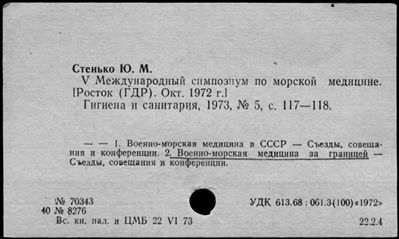 Стенько Ю. М.
V Международный симпозиум по морской медицине.
[Росток (ГДР). Окт. 1972 г.]
Гигиена и санитария, 1973, № 5, с. 117—118.
— — 1. Военно-морская медицина в СССР — Съезды, совеща-
ния и конференции. 2. Военно-морская медицина за границей —
Съезды, совещания и конференции.
№ 70343
40 № 8276
Вс. кн. пал. и ЦМБ 22 VI 73
УДК 613.68 : 061.3(100)«1972»
22.2.4